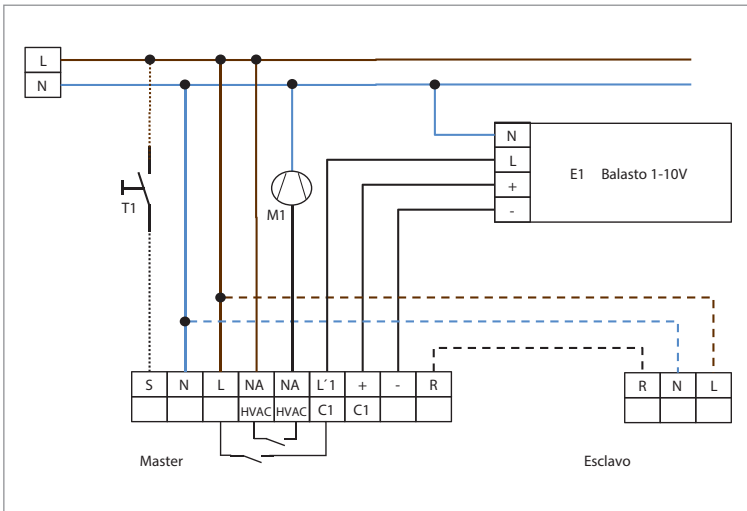 L
N
N
L
+
-
E1 Balasto 1-10V
T1
M1
S N L NA NA L´1 + - R
HVAC HVAC C1 C1
R N L
Master
Esclavo